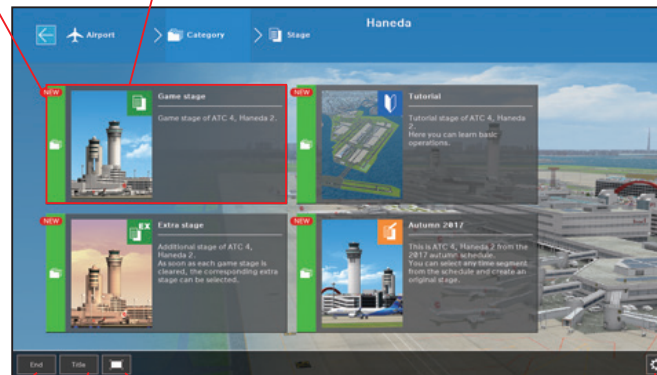 Haneda
Airport > Category > Stage
NEW
Game stage
Game stage of ATC 4, Haneda 2.
NEW
Tutorial
Tutorial stage of ATC 4, Haneda
2.
Here you can learn basic
operations.
NEW
EX
Extra stage
Additional stage of ATC 4,
Haneda 2.
As soon as each game stage is
cleared, the corresponding extra
stage can be selected.
NEW
Autumn 2017
This is ATC 4, Haneda 2 from the
2017 autumn schedule.
You can select any time segment
from the schedule and create an
original stage.
End
Title